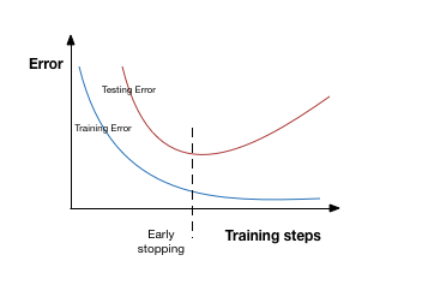 Error
Testing Error
Training Error
Early
stopping
Training steps